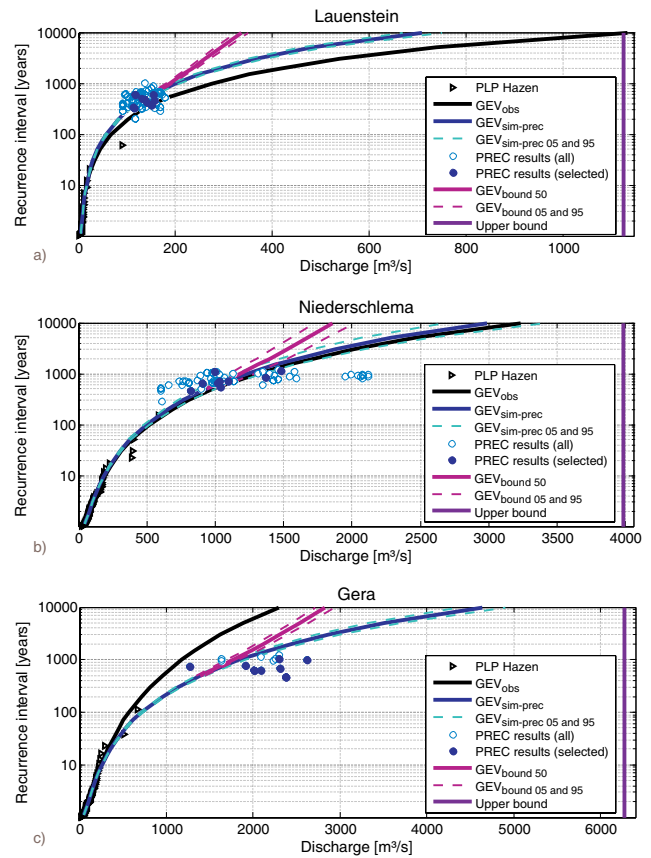 Lauenstein
Recurrence interval [years]
10000
1000
100
10
PLP Hazen
GEVobs
GEVsim-prec
GEVsim-prec 05 and 95
PREC results (all)
PREC results (selected)
GEVbound 50
GEVbound 05 and 95
Upper bound
0 200 400 600 800 1000
Discharge [m³/s]
a)
Niederschlema
Recurrence interval [years]
10000
1000
100
10
PLP Hazen
GEVobs
GEVsim-prec
GEVsim-prec 05 and 95
PREC results (all)
PREC results (selected)
GEVbound 50
GEVbound 05 and 95
Upper bound
0 500 1000 1500 2000 2500 3000 3500 4000
Discharge [m³/s]
b)
Gera
Recurrence interval [years]
10000
1000
100
10
PLP Hazen
GEVobs
GEVsim-prec
GEVsim-prec 05 and 95
PREC results (all)
PREC results (selected)
GEVbound 50
GEVbound 05 and 95
Upper bound
0 1000 2000 3000 4000 5000 6000
Discharge [m³/s]
c)